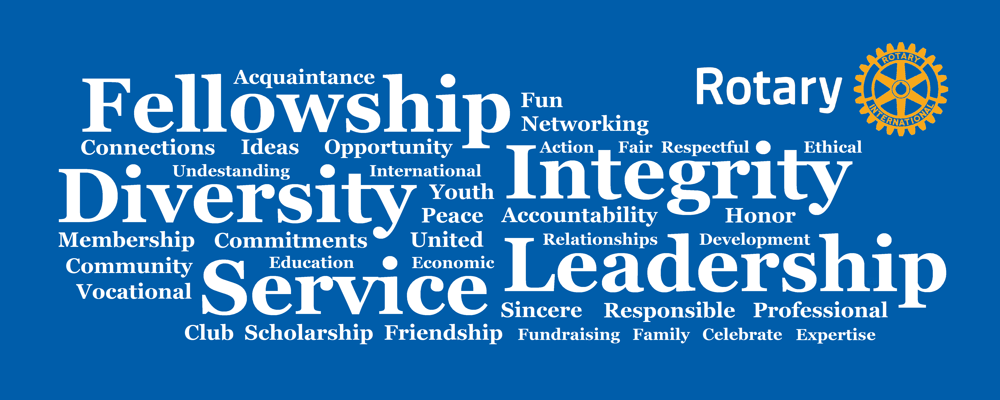 Rotary
ROTARY
INTERNATIONAL
Acquaintance
Fellowship
Fun
Networking
Connections Ideas Opportunity
Action Fair Respectful Ethical
Integrity
Undestanding International
Diversity
Youth
Peace
Accountability Honor
Membership Commitments United
Relationships Development
Leadership
Community
Education Economic
Service
Vocational
Sincere Responsible Professional
Club Scholarship Friendship Fundraising Family Celebrate Expertise